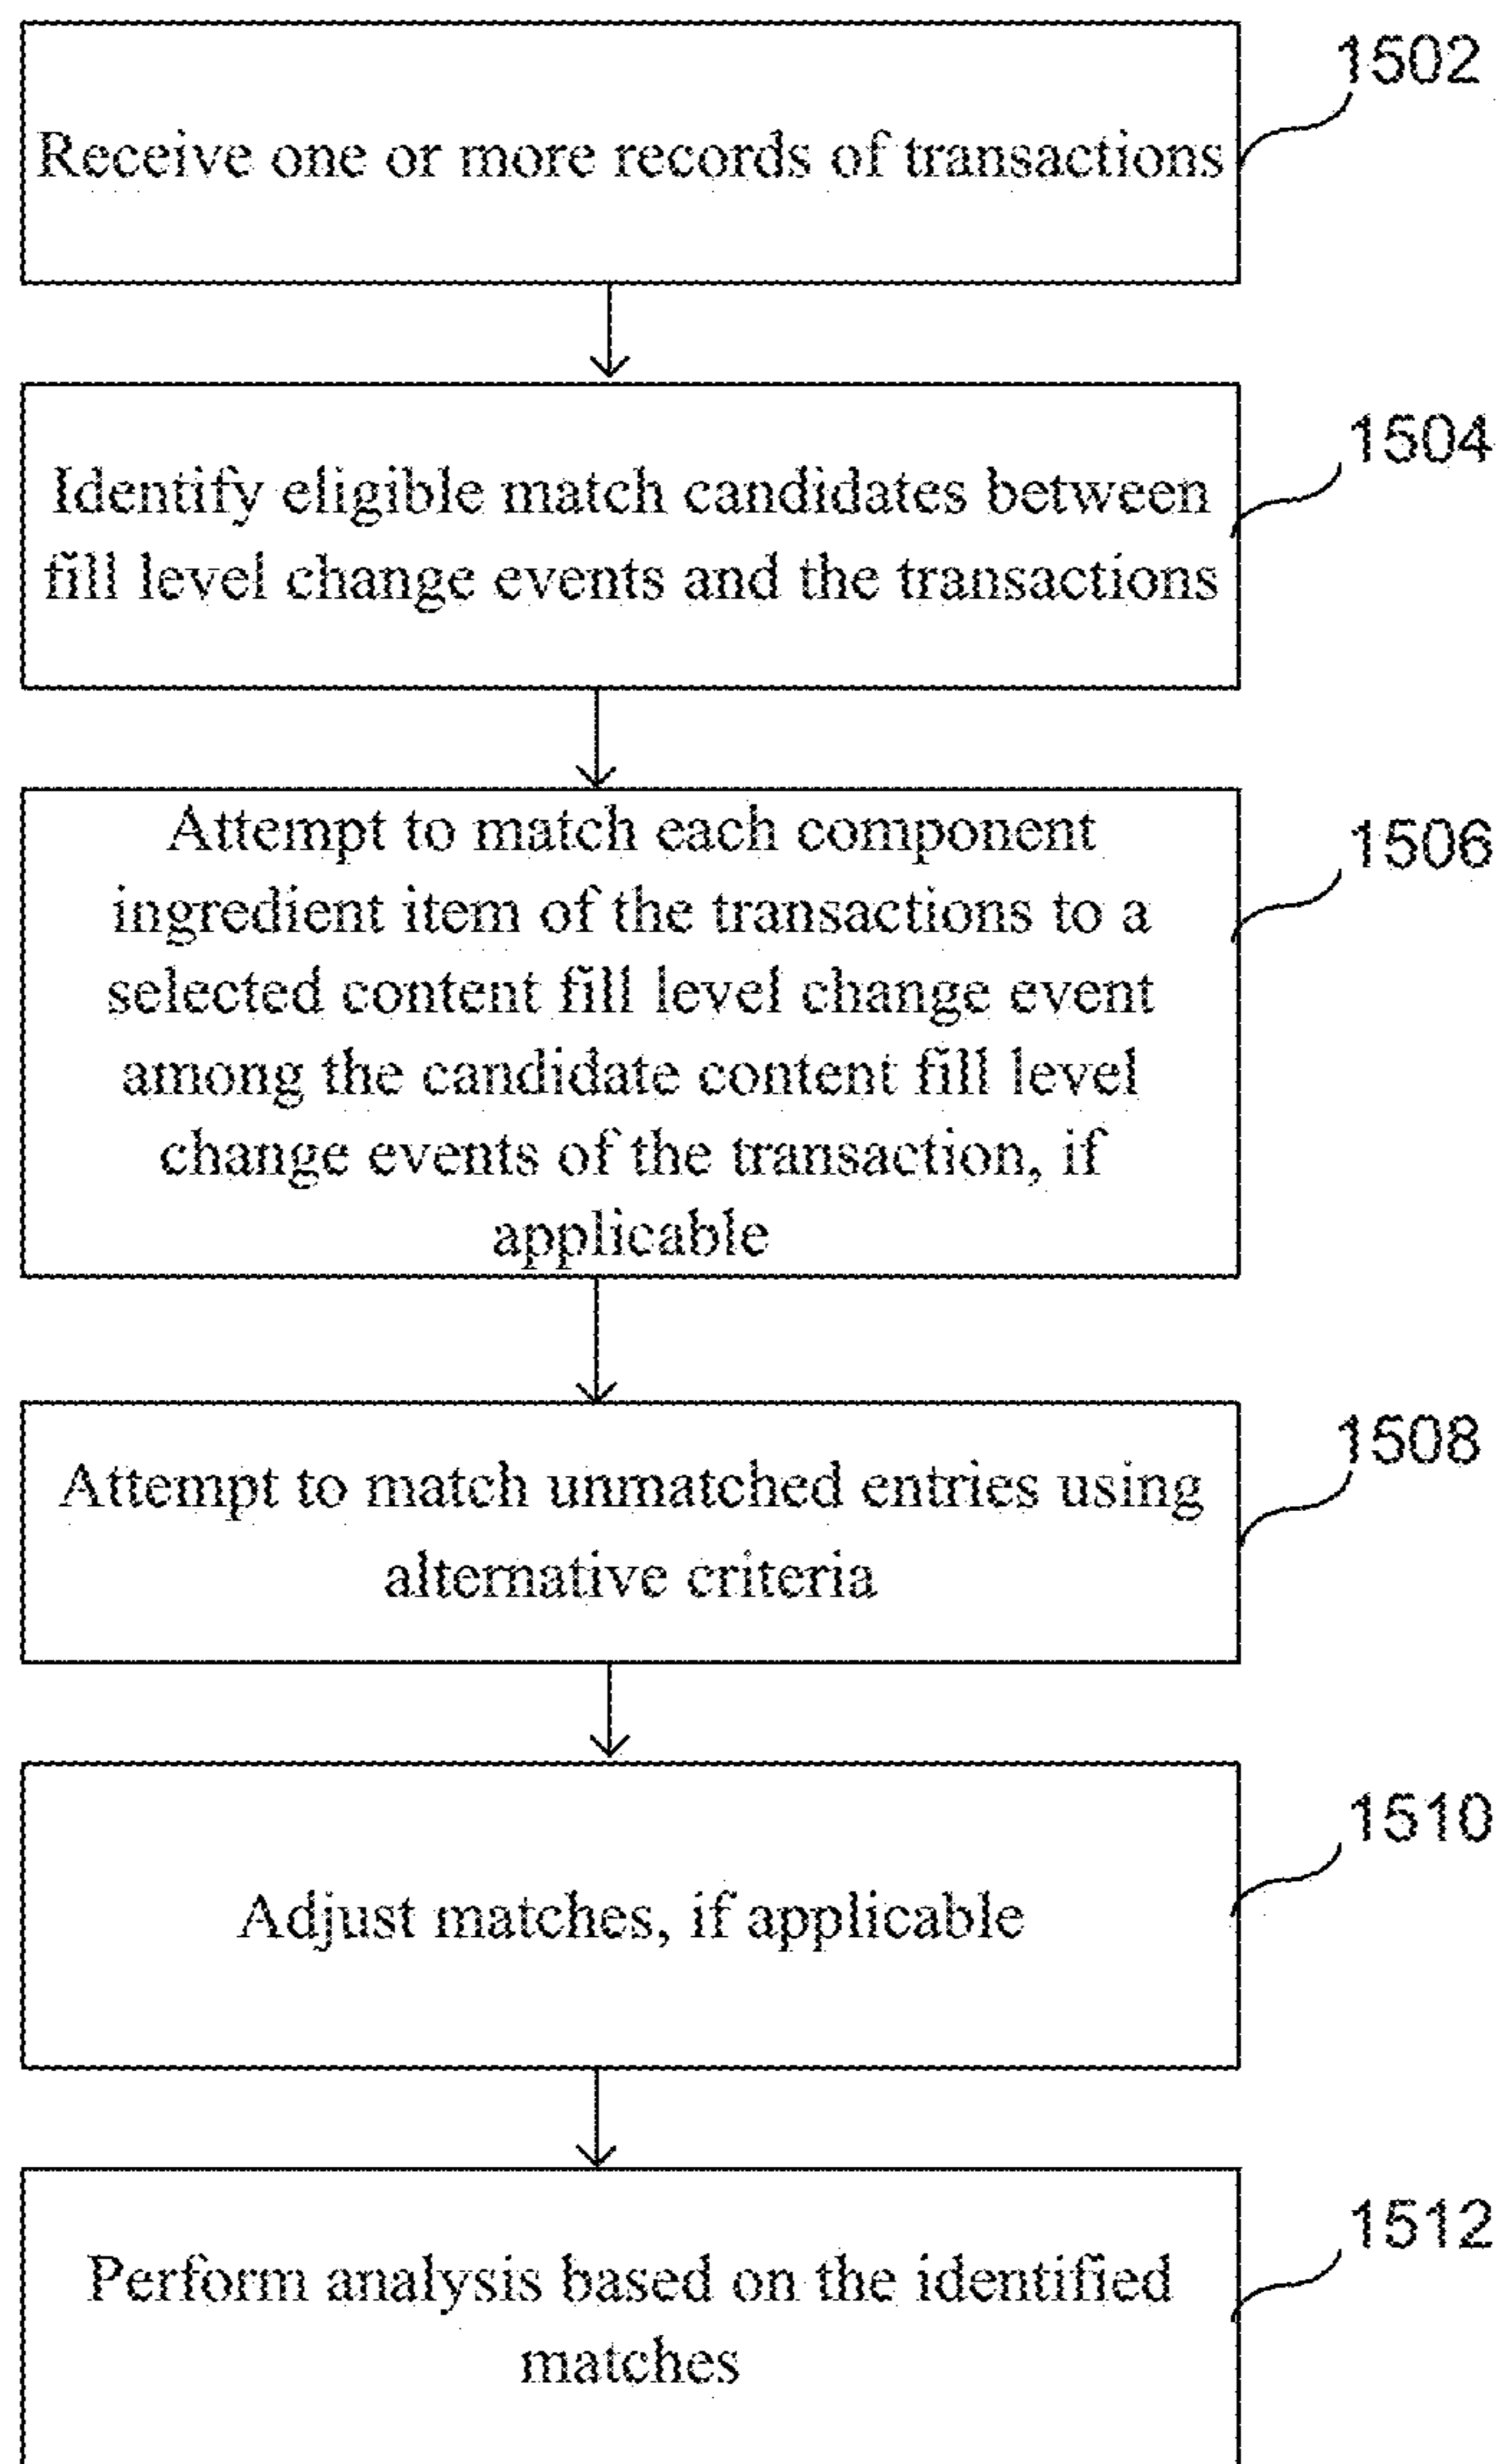 1502
Receive one or more records of transactions
1504
Identify eligible match candidates between
fill level change events and the transactions
1506
Attempt to match each component
ingredient item of the transactions to a
selected content fill level change event
among the candidate content fill level
change events of the transaction, if
applicable
1508
Attempt to match unmatched entries using
alternative criteria
1510
Adjust matches, if applicable
1512
Perform analysis based on the identified
matches